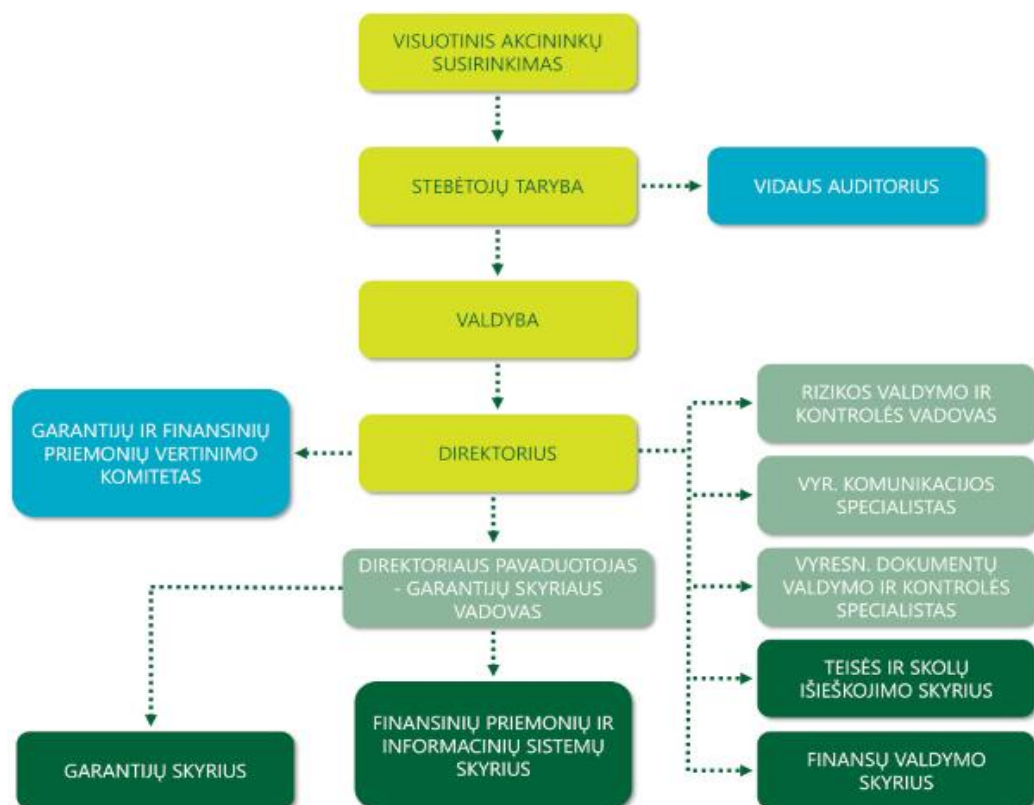 VISUOTINIS AKCININKŲ
SUSIRINKIMAS
STEBĖTOJŲ TARYBA
VIDAUS AUDITORIUS
VALDYBA
GARANTIJŲ IR FINANSINIŲ
PRIEMONIŲ VERTINIMO
KOMITETAS
DIREKTORIUS
RIZIKOS VALDYMO IR
KONTROLĖS VADOVAS
VYR. KOMUNIKACIJOS
SPECIALISTAS
DIREKTORIAUS PAVADUOTOJAS
- GARANTIJŲ SKYRIAUS
VADOVAS
VYRESN. DOKUMENTŲ
VALDYMO IR KONTROLĖS
SPECIALISTAS
TEISĖS IR SKOLŲ
IŠIEŠKOJIMO SKYRIUS
GARANTIJŲ SKYRIUS
FINANSINIŲ PRIEMONIŲ IR
INFORMACINIŲ SISTEMŲ
SKYRIUS
FINANSŲ VALDYMO
SKYRIUS